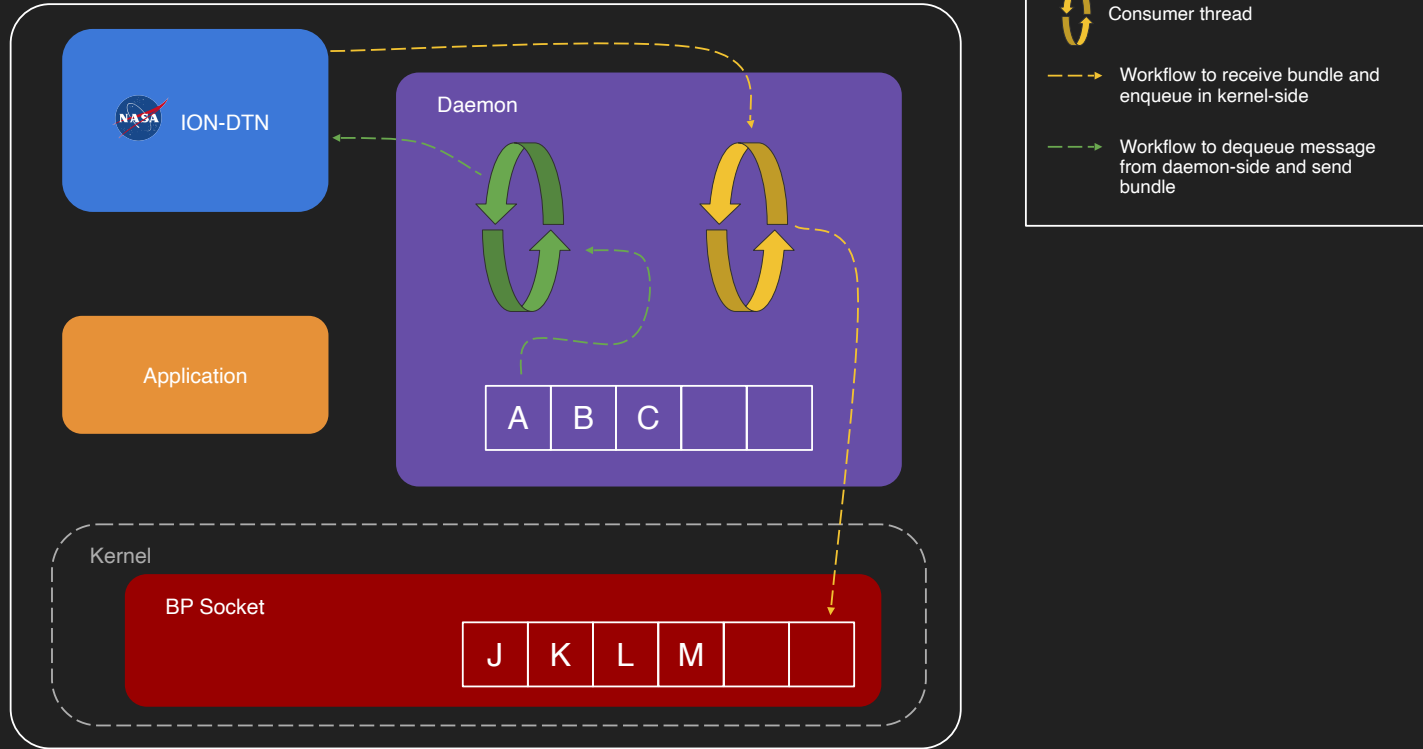 Consumer thread
Workflow to receive bundle and
enqueue in kernel-side
Workflow to dequeue message
from daemon-side and send
bundle
NASA
ION-DTN
Daemon
Application
A B C
Kernel
BP Socket
J K L M